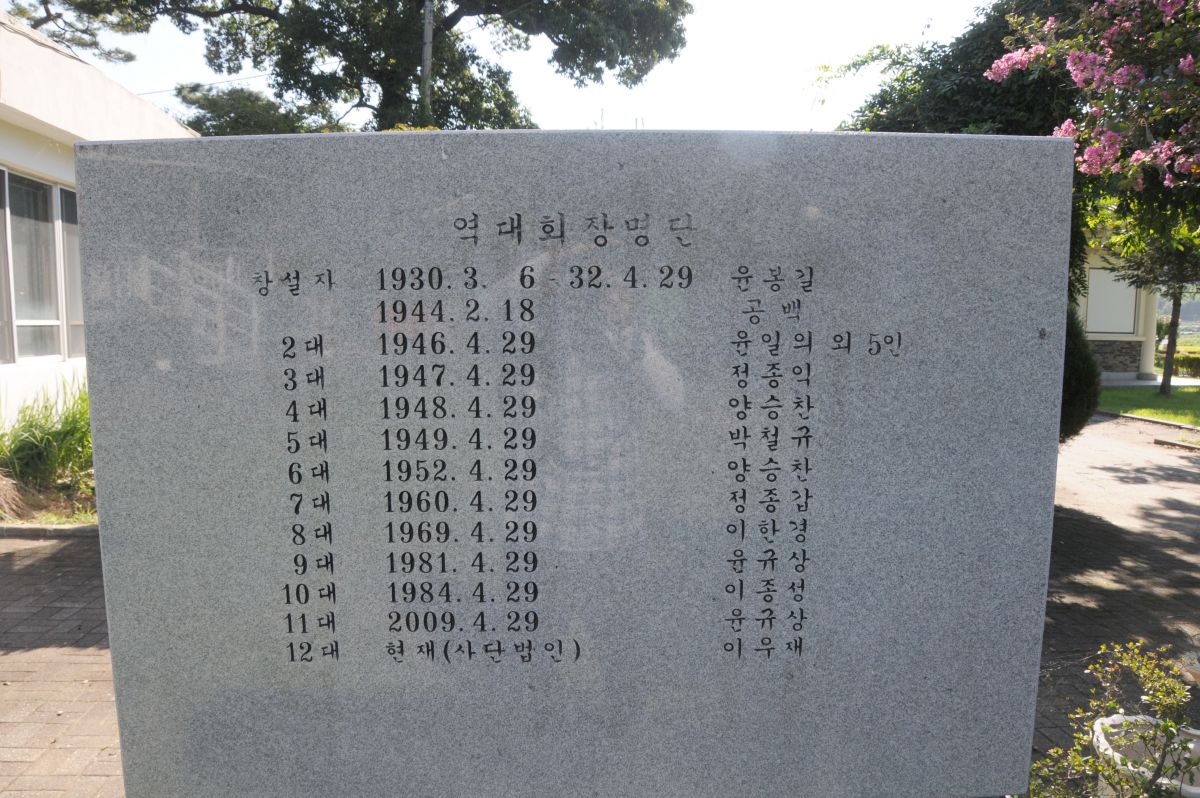 역대회장명단
창설자 1930. 3. 6 - 32. 4. 29 윤봉길
1944. 2. 18 공백
2대 1946. 4. 29 윤일의 외 5인
3대 1947. 4. 29 정종익
4대 1948. 4. 29 양승찬
5대 1949. 4. 29 박철규
6대 1952. 4. 29 양승찬
7대 1960. 4. 29 정종갑
8대 1969. 4. 29 이한경
9대 1981. 4. 29 윤규상
10대 1984. 4. 29 이종성
11대 2009. 4. 29 윤규상
12대 현재(사단법인) 이우재